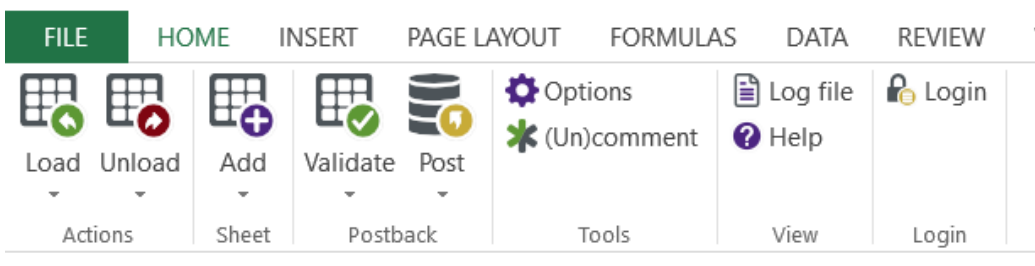 FILE HOME INSERT PAGE LAYOUT FORMULAS DATA REVIEW
Load Unload Add Validate Post Options (Un)comment Log file Help Login
Actions Sheet Postback Tools View Login